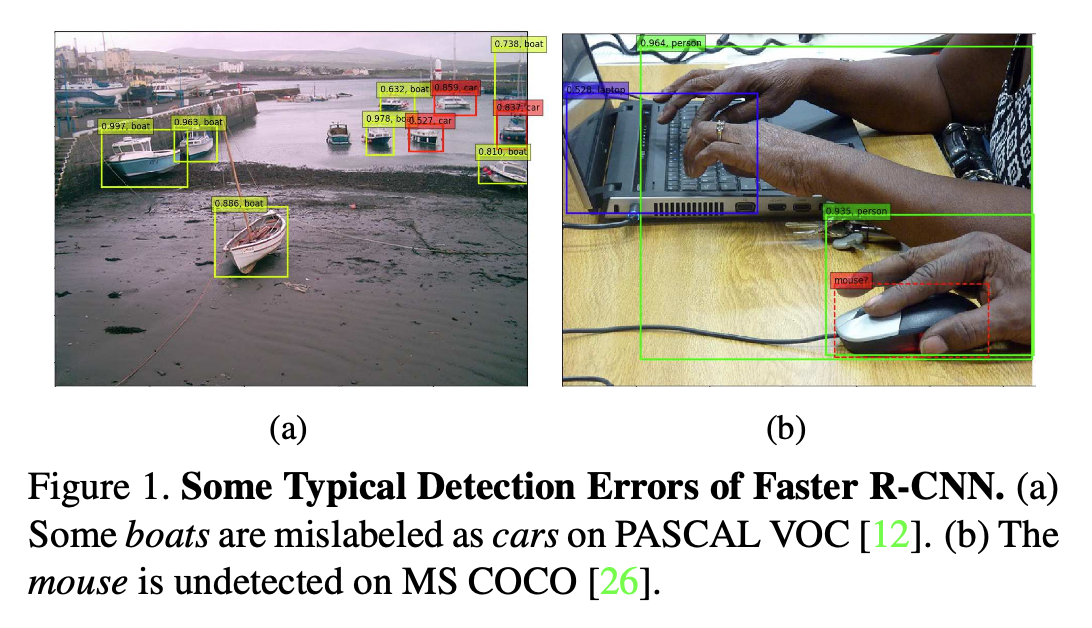 0.738, boat
0.632, boat
0.859, car
0.837, car
0.997, boat
0.963, boat
0.978, bo
0.527, car
0.810, boat
0.886, boat
0.964, person
0.528, laptop
0.935, person
mouse?
(a)
(b)
Figure 1. Some Typical Detection Errors of Faster R-CNN. (a)
Some boats are mislabeled as cars on PASCAL VOC [12]. (b) The
mouse is undetected on MS COCO [26].